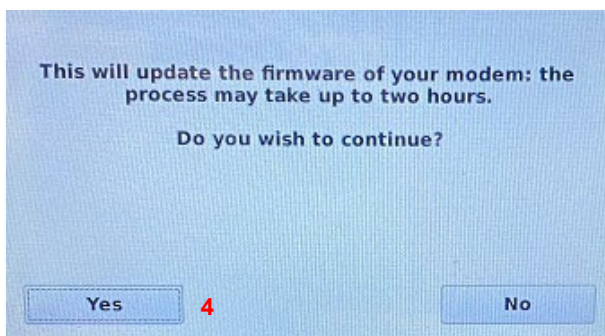 This will update the firmware of your modem: the
process may take up to two hours.
Do you wish to continue?
Yes
4
No